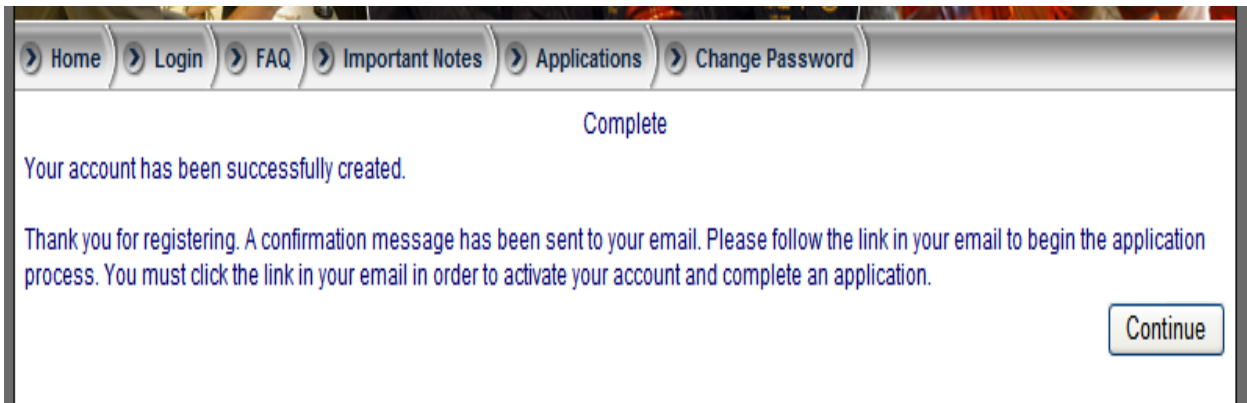 Home Login FAQ Important Notes Applications Change Password
Complete
Your account has been successfully created.
Thank you for registering. A confirmation message has been sent to your email. Please follow the link in your email to begin the application
process. You must click the link in your email in order to activate your account and complete an application.
Continue